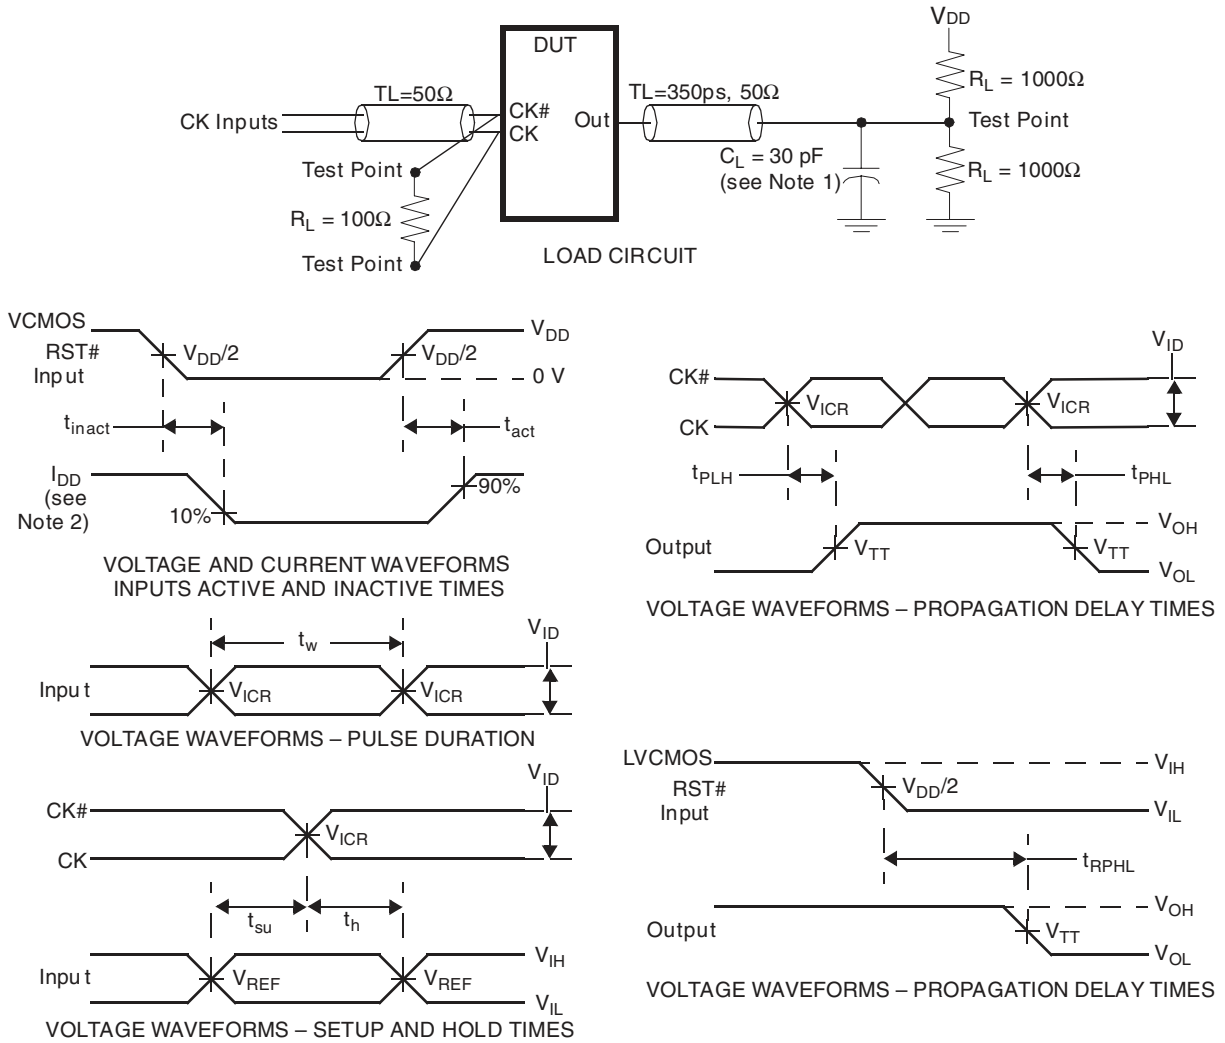 VDD
DUT
RL = 1000Ω
TL=50Ω
TL=350ps, 50Ω
CK Inputs
CK#
CK
Out
Test Point
Test Point
CL = 30 pF
(see Note 1)
RL = 1000Ω
RL = 100Ω
Test Point
LOAD CIRCUIT
VCMOS
RST#
Input
VDD/2
VDD/2
VDD
0 V
tinact
tact
IDD
(see
Note 2)
10%
90%
VOLTAGE AND CURRENT WAVEFORMS
INPUTS ACTIVE AND INACTIVE TIMES
VID
CK#
CK
VICR
VICR
tPLH
tPHL
Output
VTT
VTT
VOH
VOL
VOLTAGE WAVEFORMS – PROPAGATION DELAY TIMES
tw
VID
Input
VICR
VICR
VOLTAGE WAVEFORMS – PULSE DURATION
VID
CK#
CK
VICR
tsu
th
Input
VREF
VREF
VIH
VIL
VOLTAGE WAVEFORMS – SETUP AND HOLD TIMES
LVCMOS
RST#
Input
VDD/2
VIH
VIL
tRPHL
Output
VTT
VOH
VOL
VOLTAGE WAVEFORMS – PROPAGATION DELAY TIMES